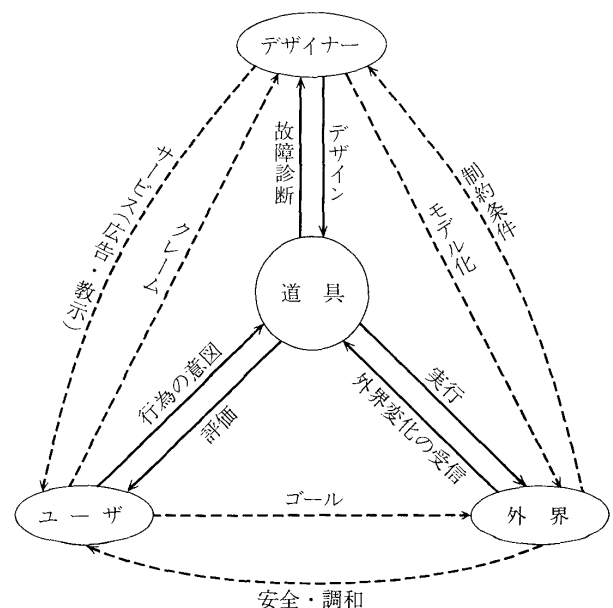 デザイナー
故障診断
デザイン
サービス(広告・教示)
クレーム
モデル化
制約条件
道具
行為の意図
評価
実行
外界変化の受信
ユーザ
ゴール
外界
安全・調和